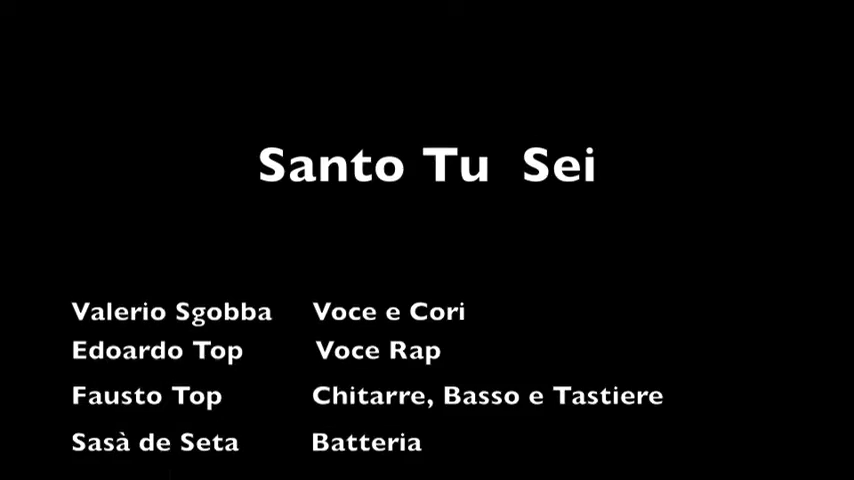 Santo Tu Sei
Valerio Sgobba Voce e Cori
Edoardo Top Voce Rap
Fausto Top Chitarre, Basso e Tastiere
Sasà de Seta Batteria